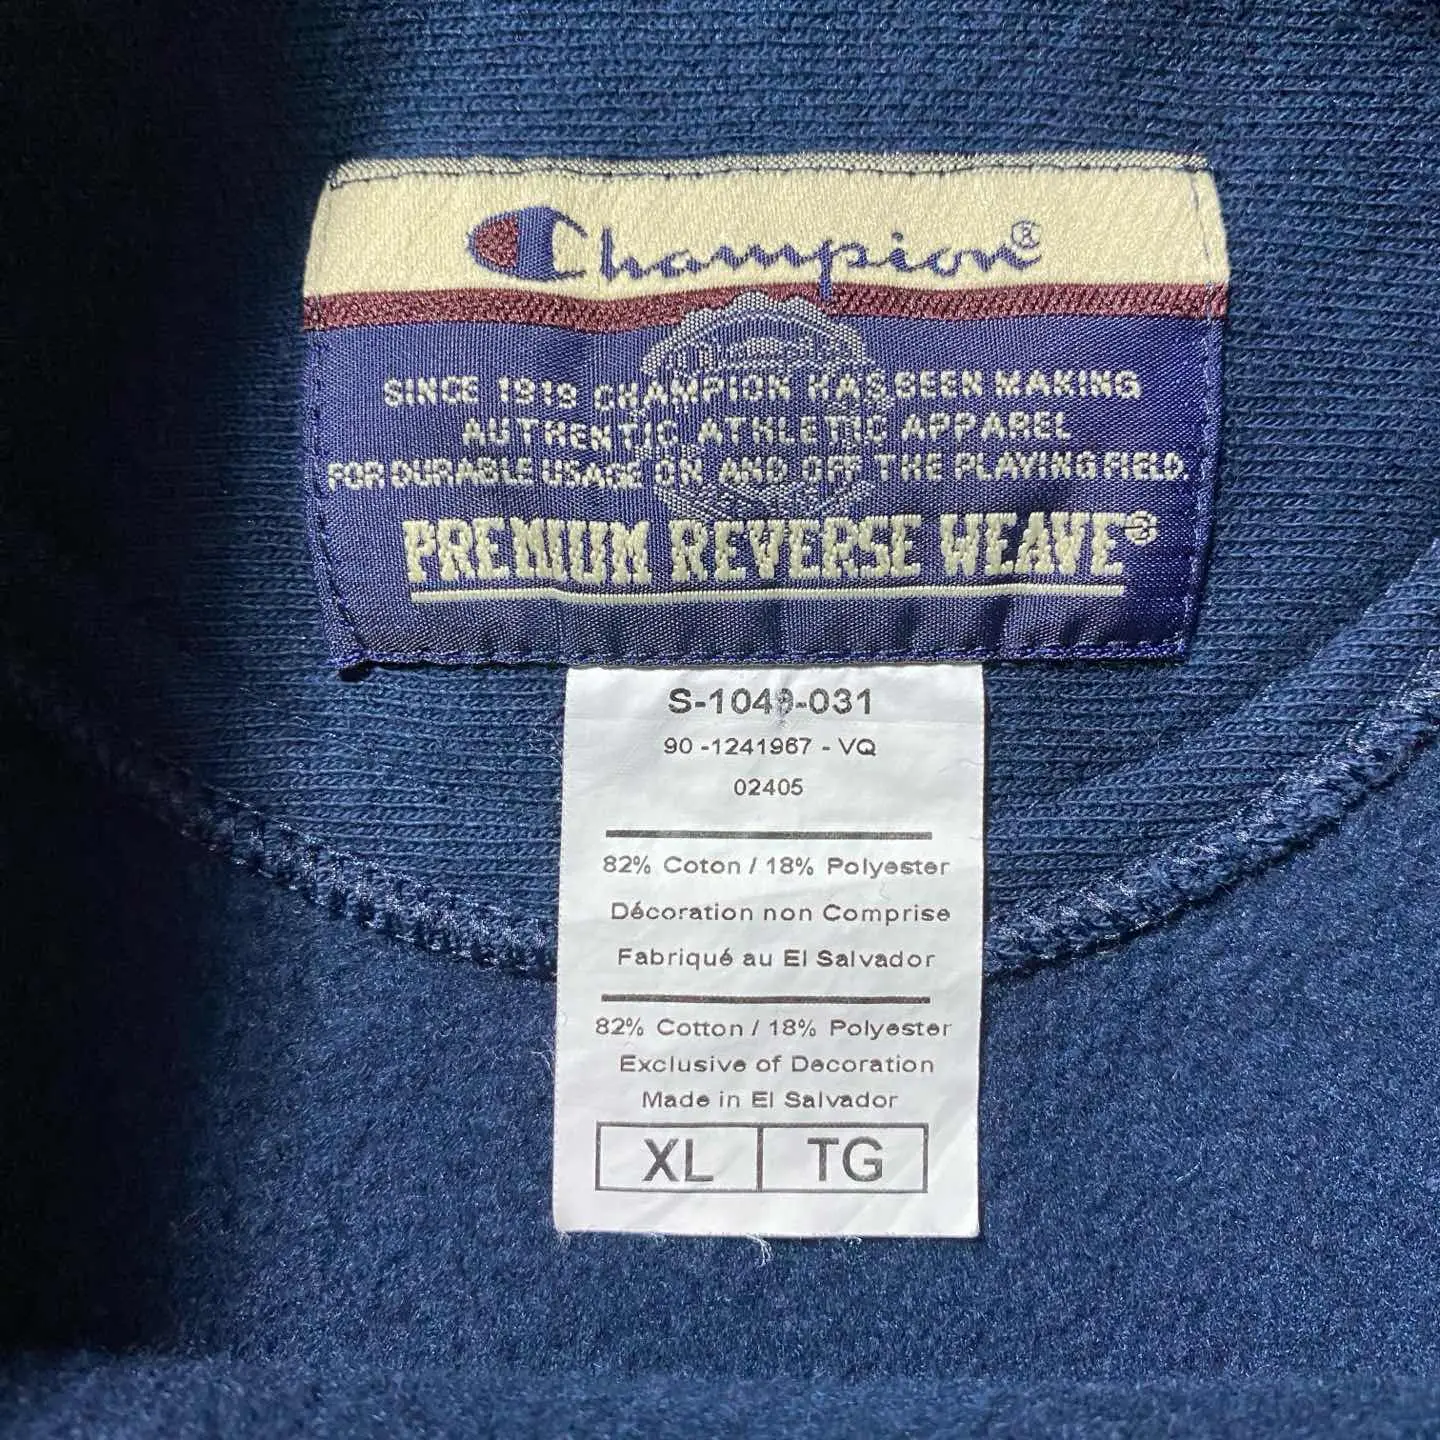 Champion®
SINCE 1919 CHAMPION HAS BEEN MAKING
AUTHENTIC ATHLETIC APPAREL
FOR DURABLE USAGE ON AND OFF THE PLAYING FIELD.
PREMIUM REVERSE WEAVE®
S-1049-031
90 -1241967 - VQ
02405
82% Coton / 18% Polyester
Décoration non Comprise
Fabriqué au El Salvador
82% Cotton / 18% Polyester
Exclusive of Decoration
Made in El Salvador
XL TG